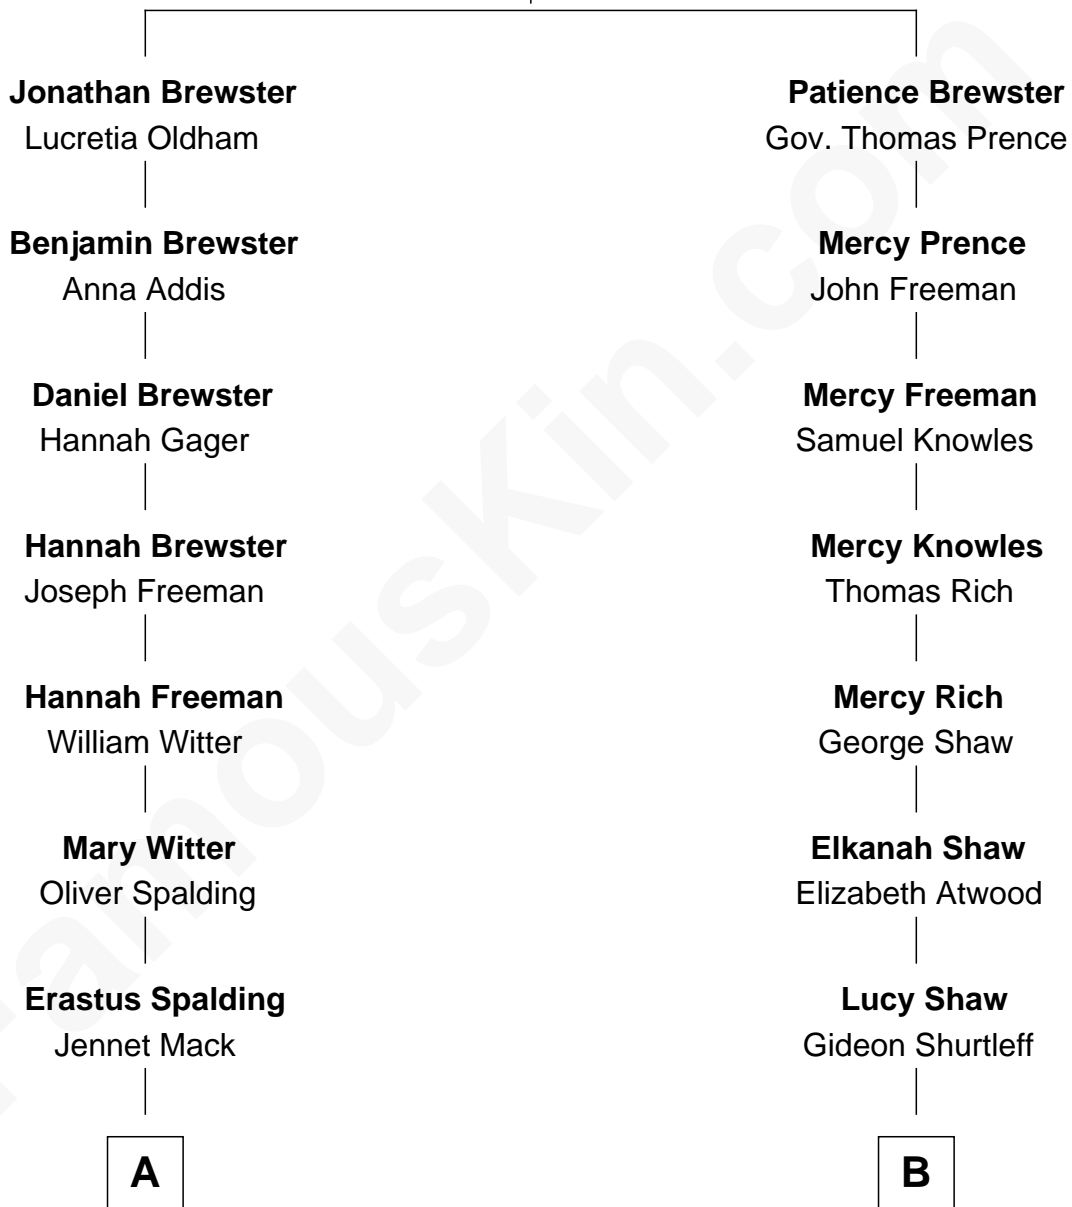 Jonathan Brewster
Lucretia Oldham
Benjamin Brewster
Anna Addis
Daniel Brewster
Hannah Gager
Hannah Brewster
Joseph Freeman
Hannah Freeman
William Witter
Mary Witter
Oliver Spalding
Erastus Spalding
Jennet Mack
A
Patience Brewster
Gov. Thomas Prence
Mercy Prence
John Freeman
Mercy Freeman
Samuel Knowles
Mercy Knowles
Thomas Rich
Mercy Rich
George Shaw
Elkanah Shaw
Elizabeth Atwood
Lucy Shaw
Gideon Shurtleff
B
FamousKin.com